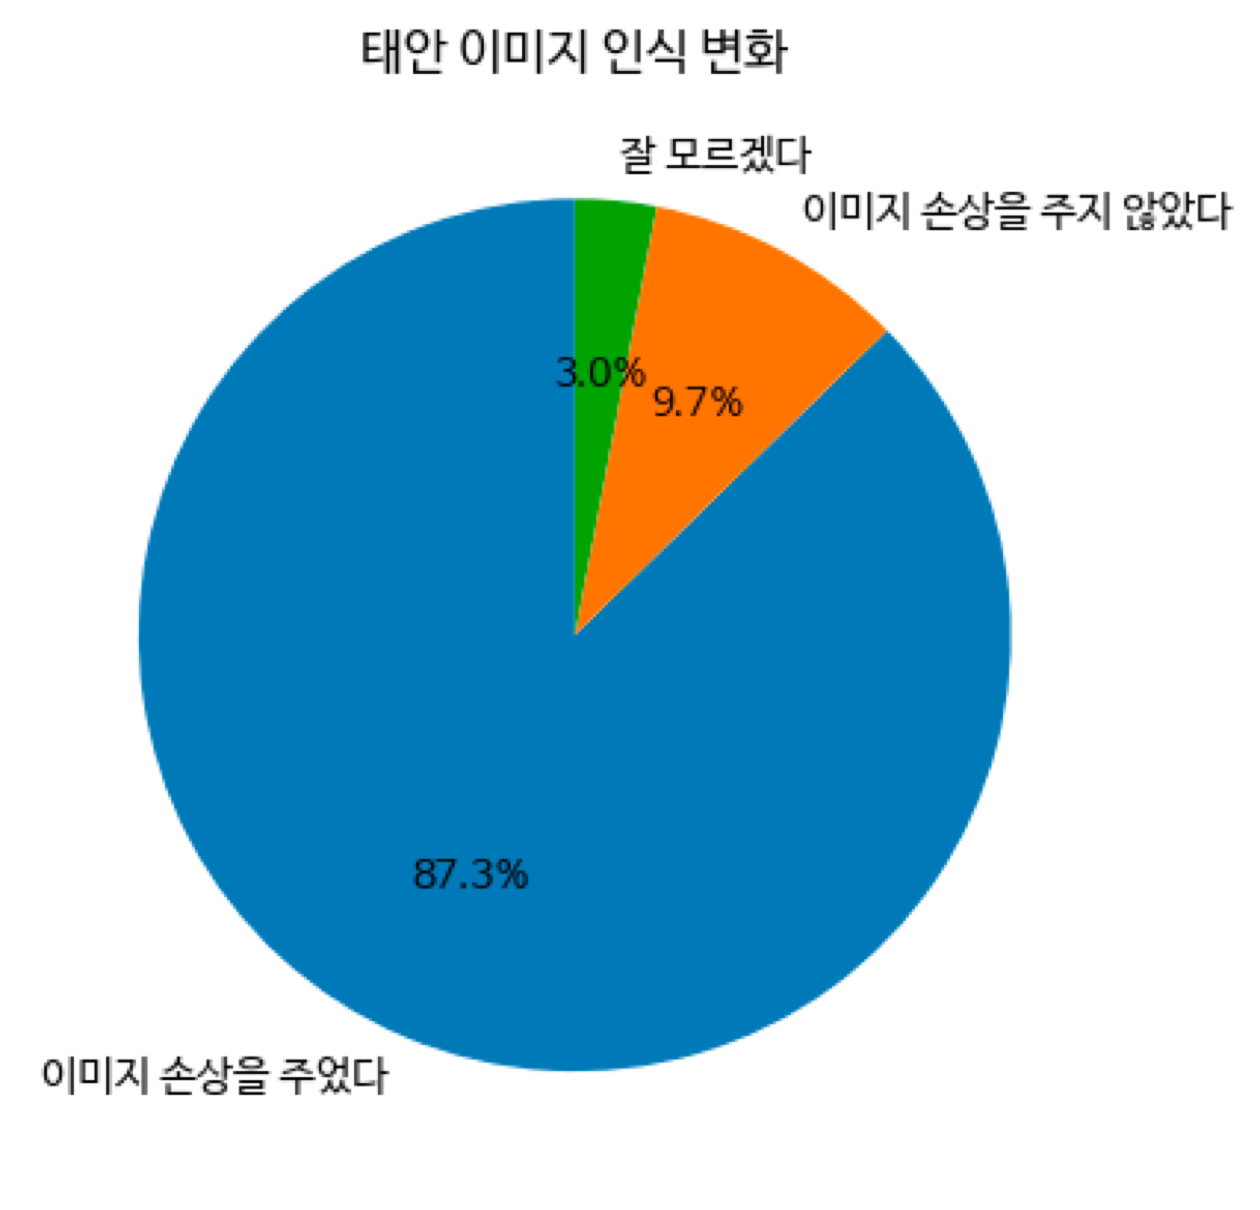 태안 이미지 인식 변화
잘 모르겠다
이미지 손상을 주지 않았다
3.0%
9.7%
87.3%
이미지 손상을 주었다